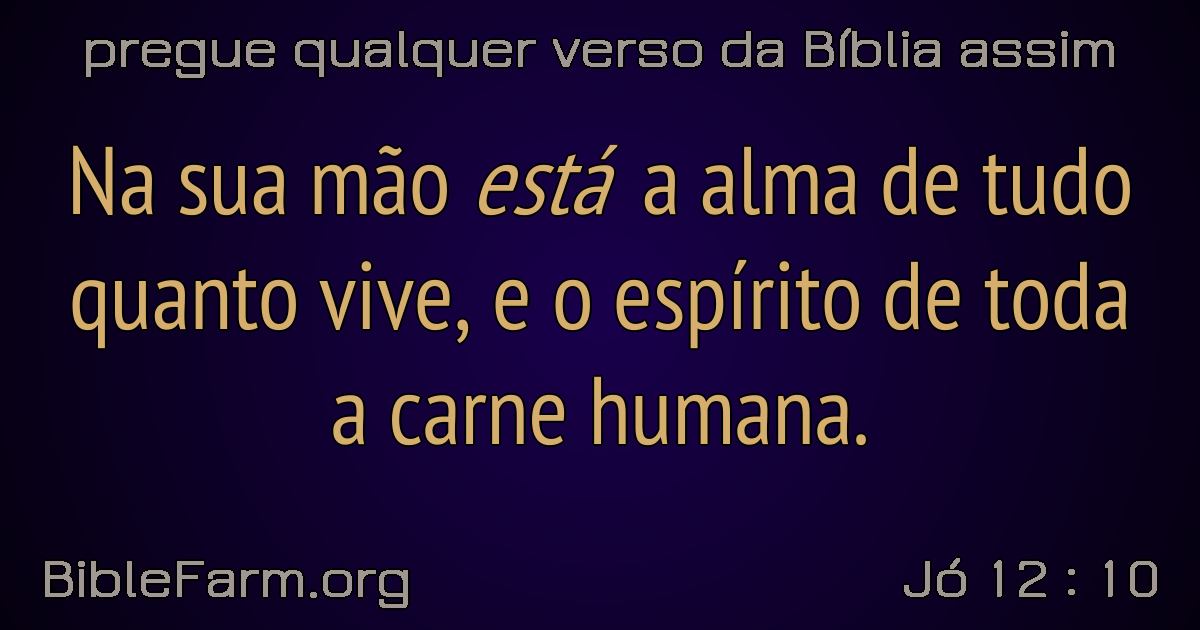 pregue qualquer verso da Bíblia assim
Na sua mão está a alma de tudo
quanto vive, e o espírito de toda
a carne humana.
BibleFarm.org
Jó 12 : 10